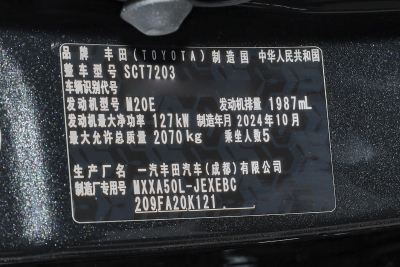 品牌 丰田(TOYOTA) 制造国 中华人民共和国
整车型号 SCT7203
车辆识别代号
发动机型号 M20E 发动机排量 1987mL
发动机最大净功率 127kW 制造年月 2024年10月
最大允许总质量 2070kg 乘坐人数5
生产厂名 一汽丰田汽车(成都)有限公司
制造厂专用号 MXXA50L-JEXEBC
209FA20K121